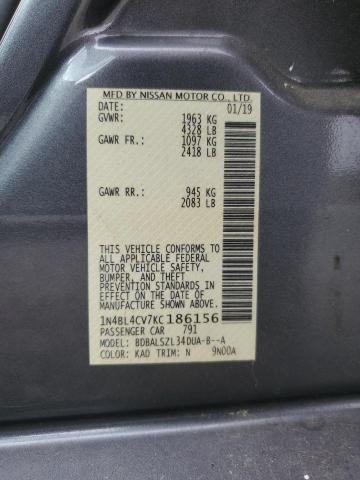 MFD BY NISSAN MOTOR CO., LTD.
DATE: 01/19
GVWR: 1963 KG
4328 LB
GAWR FR.: 1097 KG
2418 LB
GAWR RR.: 945 KG
2083 LB
THIS VEHICLE CONFORMS TO
ALL APPLICABLE FEDERAL
MOTOR VEHICLE SAFETY,
BUMPER, AND THEFT
PREVENTION STANDARDS IN
EFFECT ON THE DATE OF
MANUFACTURE SHOWN ABOVE.
1N4BL4CV7KC186156
PASSENGER CAR 791
MODEL: BDBALSZL34DUA-B--A
COLOR: KAD TRIM: N 9N00A